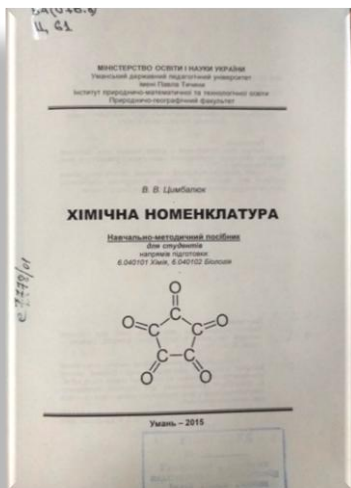 Ц 61
МІНІСТЕРСТВО ОСВІТИ І НАУКИ УКРАЇНИ
Уманський державний педагогічний університет
імені Павла Тичини
Інститут природничо-математичної та технологічної освіти
Природничо-географічний факультет
В. В. Цимбалюк
ХІМІЧНА НОМЕНКЛАТУРА
Навчально-методичний посібник
для студентів
напрямів підготовки
6.040101 Хімія, 6.040102 Біологія
O
O O
O O
Умань – 2015